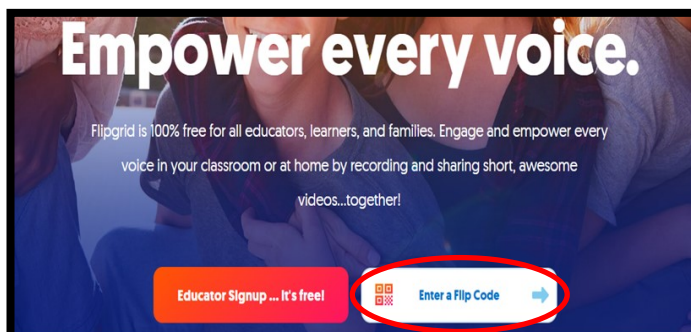 Empower every voice.
Flipgrid is 100% free for all educators, learners, and families. Engage and empower every
voice in your classroom or at home by recording and sharing short, awesome
videos...together!
Educator Signup ... It's free!
Enter a Flip Code